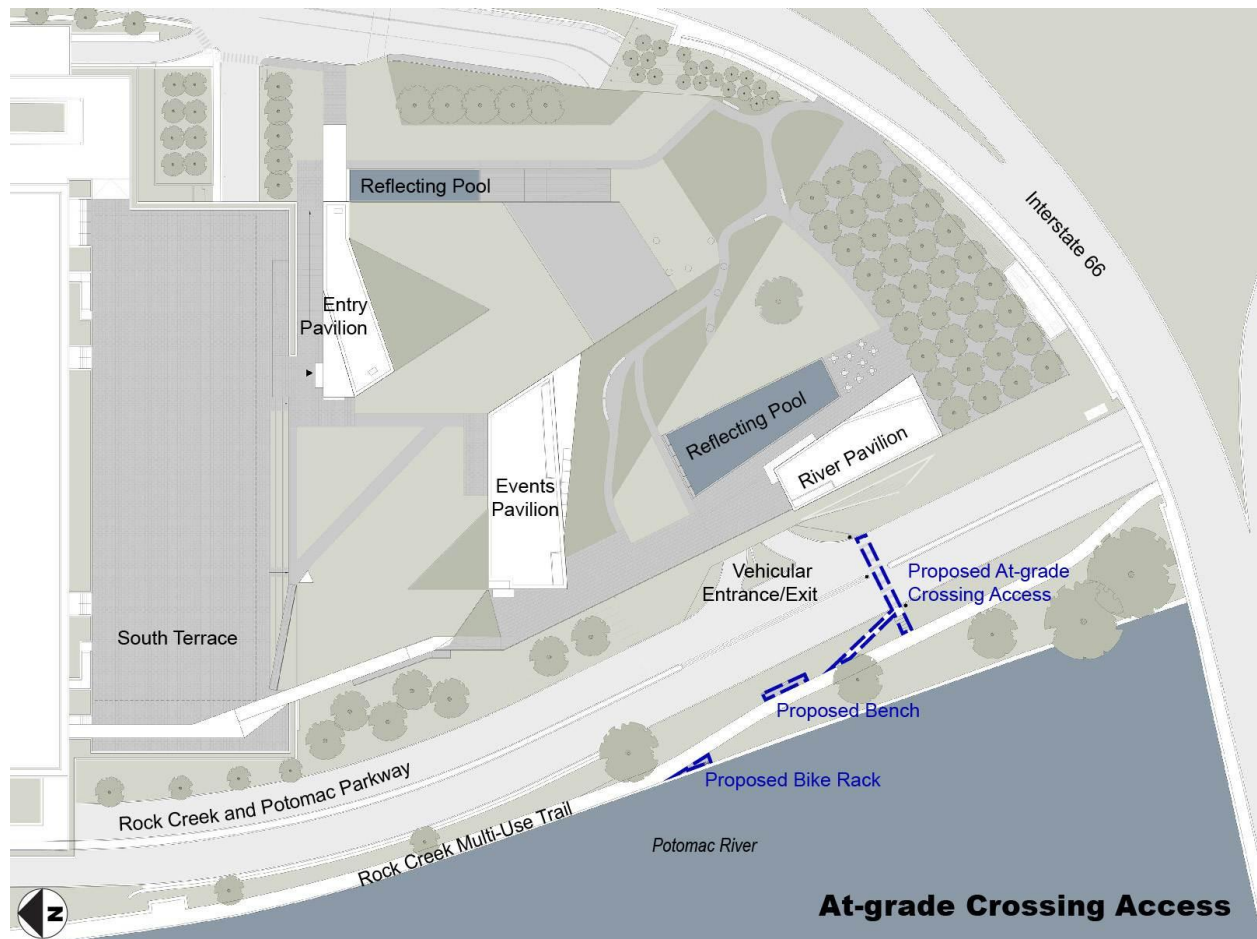 Reflecting Pool
Interstate 66
Entry
Pavilion
Reflecting Pool
River Pavilion
Events
Pavilion
Vehicular
Entrance/Exit
Proposed At-grade
Crossing Access
South Terrace
Proposed Bench
Proposed Bike Rack
Rock Creek and Potomac Parkway
Rock Creek Multi-Use Trail
Potomac River
N
At-grade Crossing Access